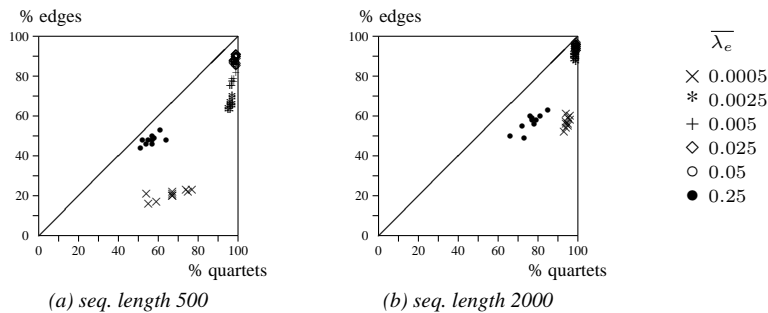 % edges
100
80
60
40
20
0
0 20 40 60 80 100
% quartets
(a) seq. length 500
% edges
100
80
60
40
20
0
0 20 40 60 80 100
% quartets
(b) seq. length 2000
λ̅ₑ
× 0.0005
* 0.0025
+ 0.005
◇ 0.025
○ 0.05
● 0.25